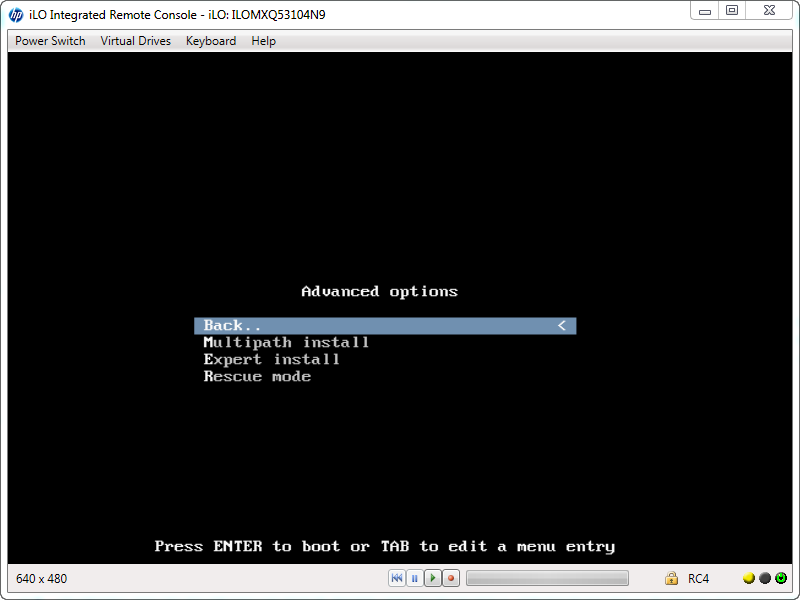 hp iLO Integrated Remote Console - iLO: ILOMXQ53104N9
Power Switch Virtual Drives Keyboard Help
Advanced options
Back.. <
Multipath install
Expert install
Rescue mode
Press ENTER to boot or TAB to edit a menu entry
640 x 480 RC4